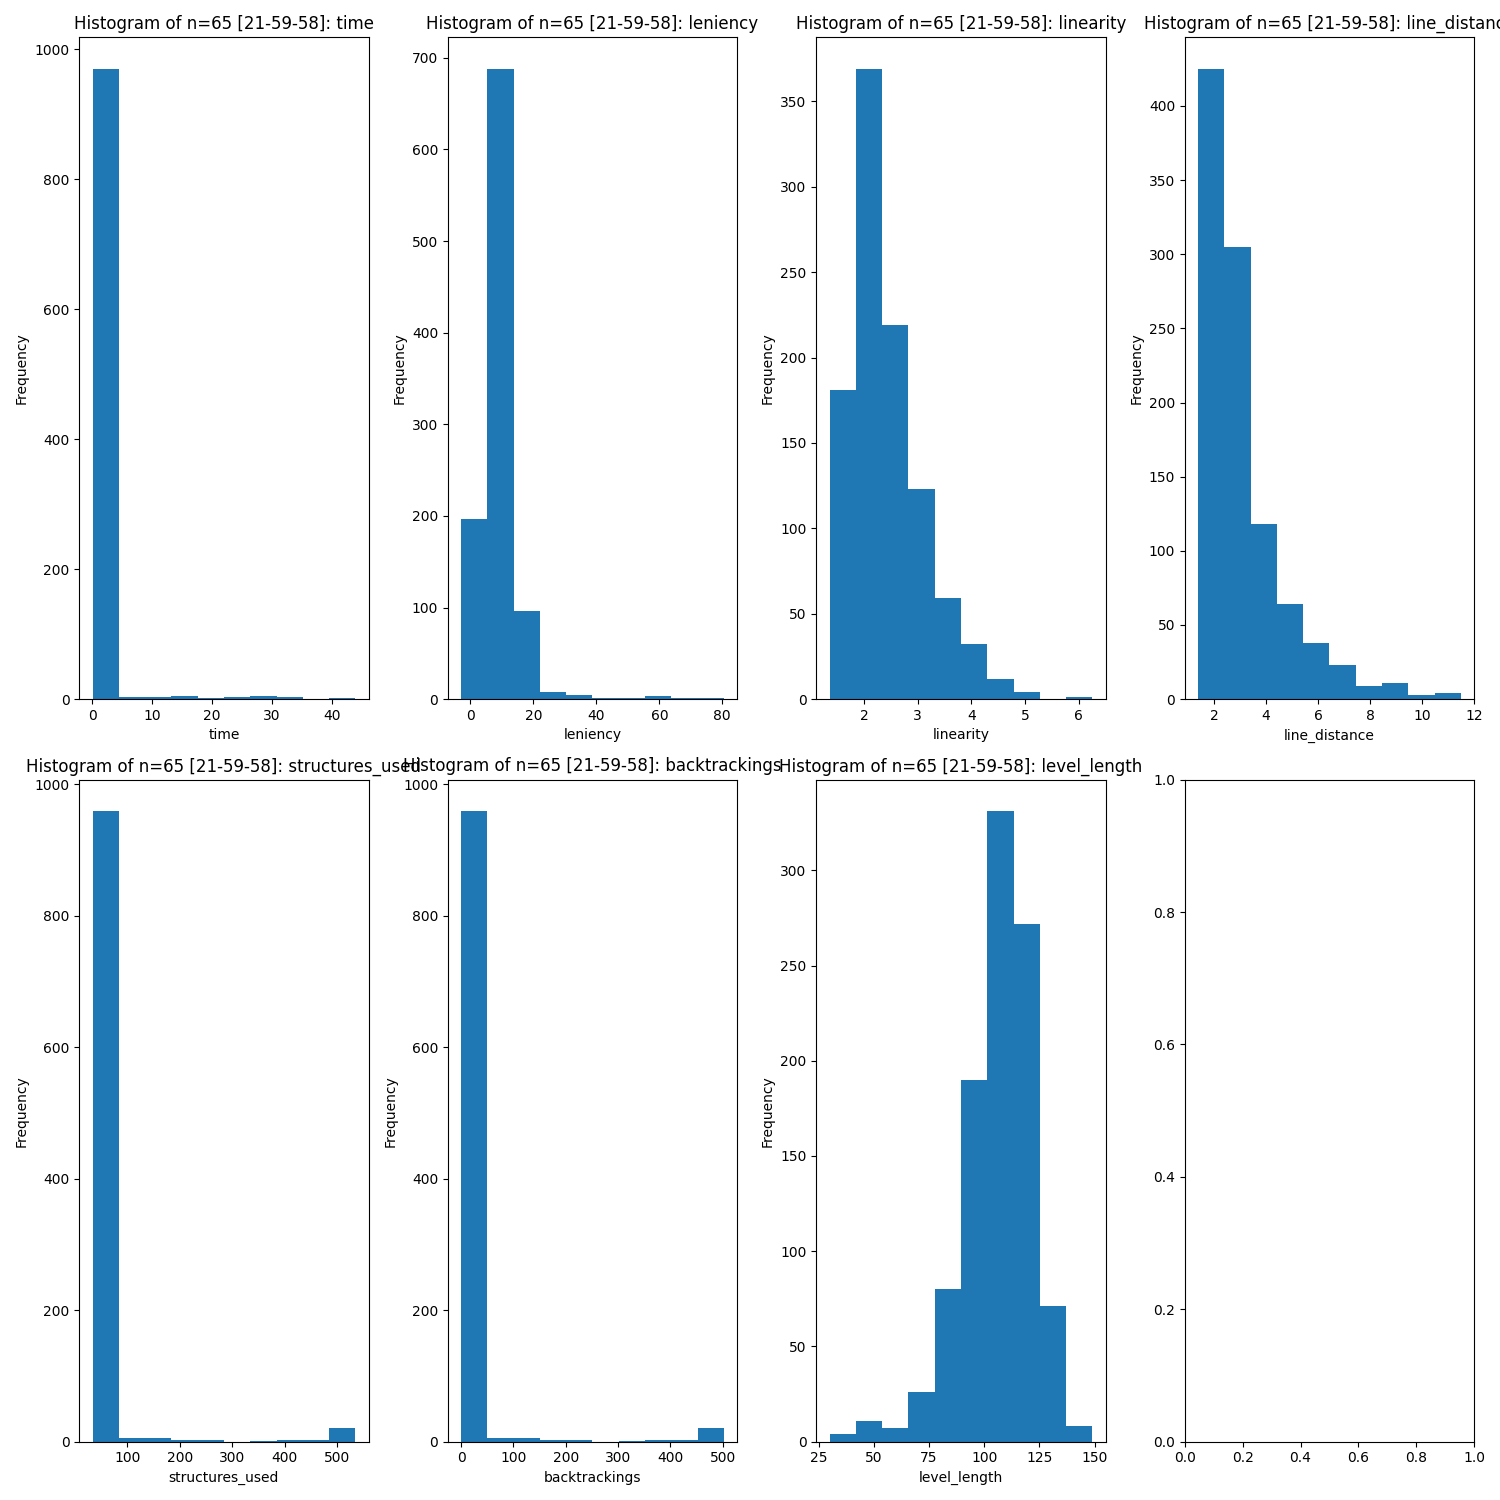 Histogram of n=65 [21-59-58]: time
1000
800
600
400
200
0
Frequency
0 10 20 30 40
time
Histogram of n=65 [21-59-58]: leniency
700
600
500
400
300
200
100
0
Frequency
0 20 40 60 80
leniency
Histogram of n=65 [21-59-58]: linearity
350
300
250
200
150
100
50
0
Frequency
2 3 4 5 6
linearity
Histogram of n=65 [21-59-58]: line_distanc
400
350
300
250
200
150
100
50
0
Frequency
2 4 6 8 10 12
line_distance
Histogram of n=65 [21-59-58]: structures_used
1000
800
600
400
200
0
Frequency
100 200 300 400 500
structures_used
Histogram of n=65 [21-59-58]: backtrackings
1000
800
600
400
200
0
Frequency
0 100 200 300 400 500
backtrackings
Histogram of n=65 [21-59-58]: level_length
300
250
200
150
100
50
0
Frequency
25 50 75 100 125 150
level_length
1.0
0.8
0.6
0.4
0.2
0.0
0.0 0.2 0.4 0.6 0.8 1.0